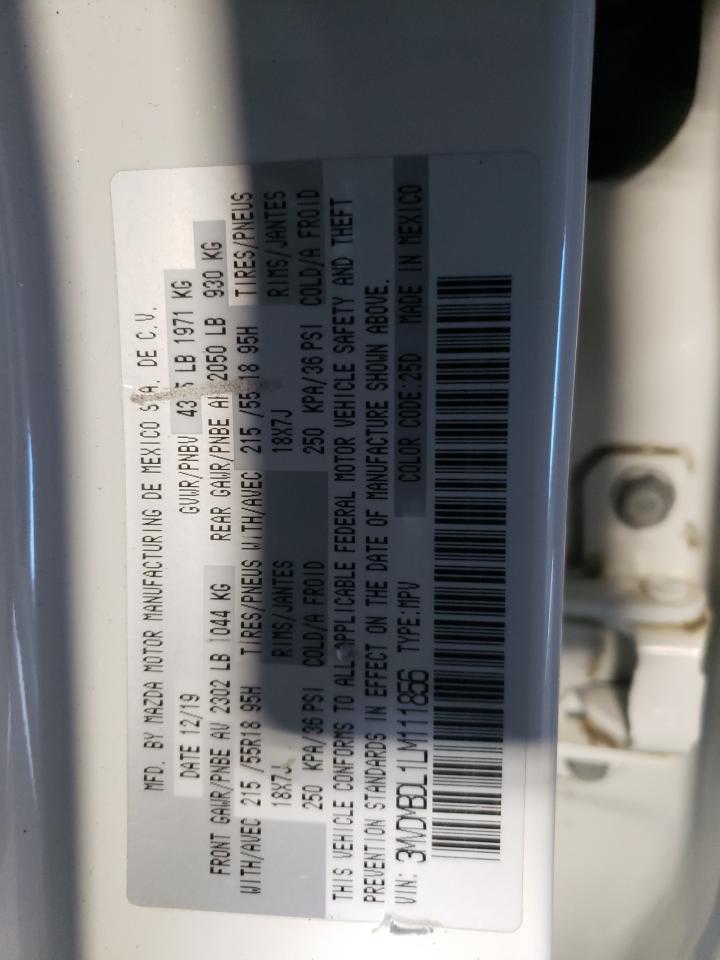 MFD. BY MAZDA MOTOR MANUFACTURING DE MEXICO DE C.V.
DATE 12/19 GVWR/PNBV LB 1971 KG
FRONT GAWR/PNBE AV 2302 LB 1044 KG REAR GAWR/PNBE 2050 LB 930 KG
WITH/AVEC 215 /55R18 95H TIRES/PNEUS WITH/AVEC 215 18 95H TIRES/PNEUS
18X7J RIMS/JANTES 18X7J RIMS/JANTES
250 KPA/36 PSI COLD/A FROID 250 KPA/36 PSI COLD/A FROID
THIS VEHICLE CONFORMS TO ALL APPLICABLE FEDERAL MOTOR VEHICLE SAFETY AND THEFT
PREVENTION STANDARDS IN EFFECT ON THE DATE OF MANUFACTURE SHOWN ABOVE.
VIN: 3MVDMBDL1LM111856 TYPE:MPV COLOR CODE:25D MADE IN MEXICO